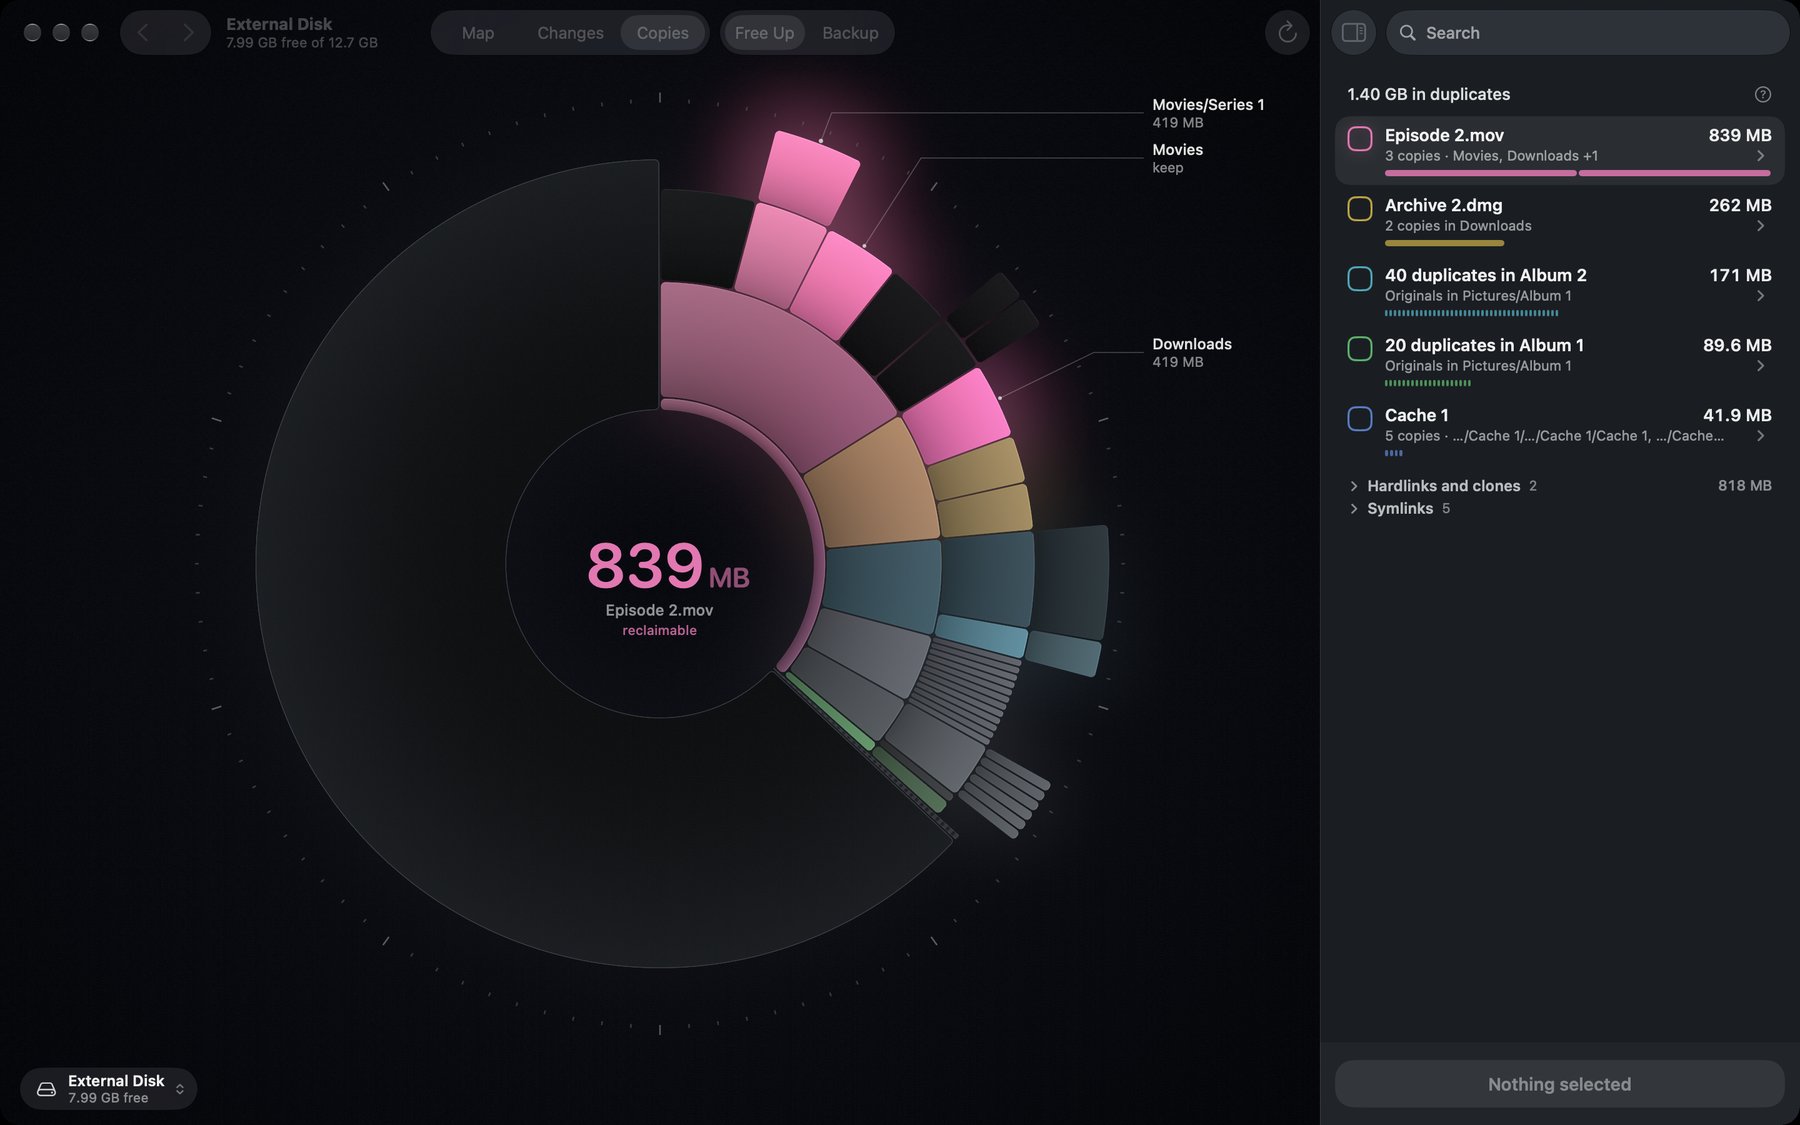 External Disk
7.99 GB free of 12.7 GB
Map
Changes
Copies
Free Up
Backup
Search
Movies/Series 1
419 MB
Movies
keep
Downloads
419 MB
839 MB
Episode 2.mov
reclaimable
1.40 GB in duplicates
?
Episode 2.mov
839 MB
3 copies · Movies, Downloads +1
Archive 2.dmg
262 MB
2 copies in Downloads
40 duplicates in Album 2
171 MB
Originals in Pictures/Album 1
20 duplicates in Album 1
89.6 MB
Originals in Pictures/Album 1
Cache 1
41.9 MB
5 copies · .../Cache 1/.../Cache 1/Cache 1, .../Cache...
Hardlinks and clones 2
818 MB
Symlinks 5
External Disk
7.99 GB free
Nothing selected